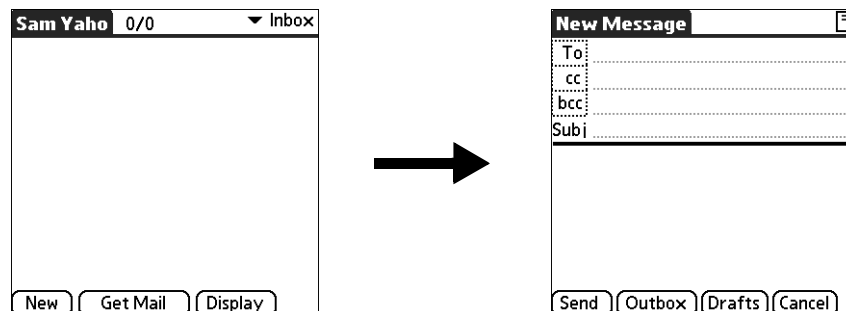 Sam Yaho 0/0 Inbox
New Get Mail Display
New Message
To
cc
bcc
Subj
Send Outbox Drafts Cancel